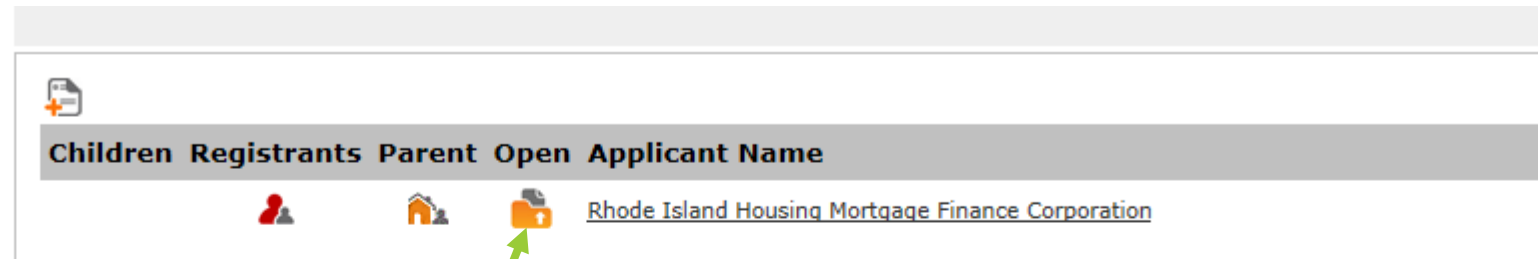 Children Registrants Parent Open Applicant Name
Rhode Island Housing Mortgage Finance Corporation